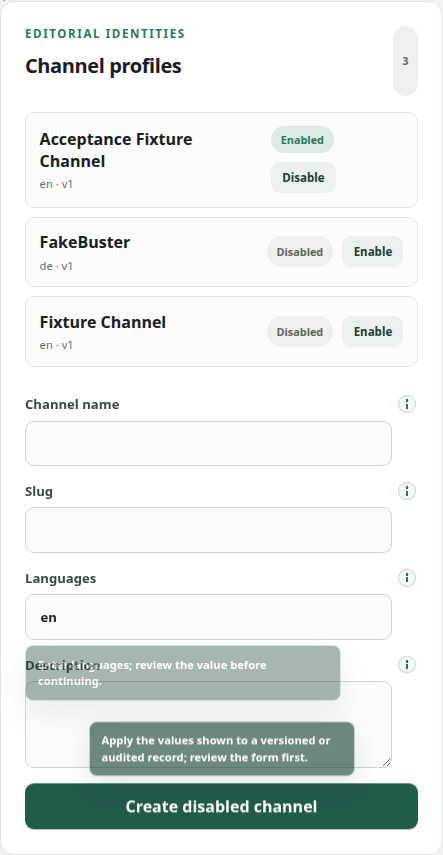 EDITORIAL IDENTITIES
Channel profiles
3
Acceptance Fixture
Channel
en · v1
Enabled
Disable
FakeBuster
de · v1
Disabled
Enable
Fixture Channel
en · v1
Disabled
Enable
Channel name
i
Slug
i
Languages
i
en
Description
i
pages; review the value before
continuing.
Apply the values shown to a versioned or
audited record; review the form first.
Create disabled channel